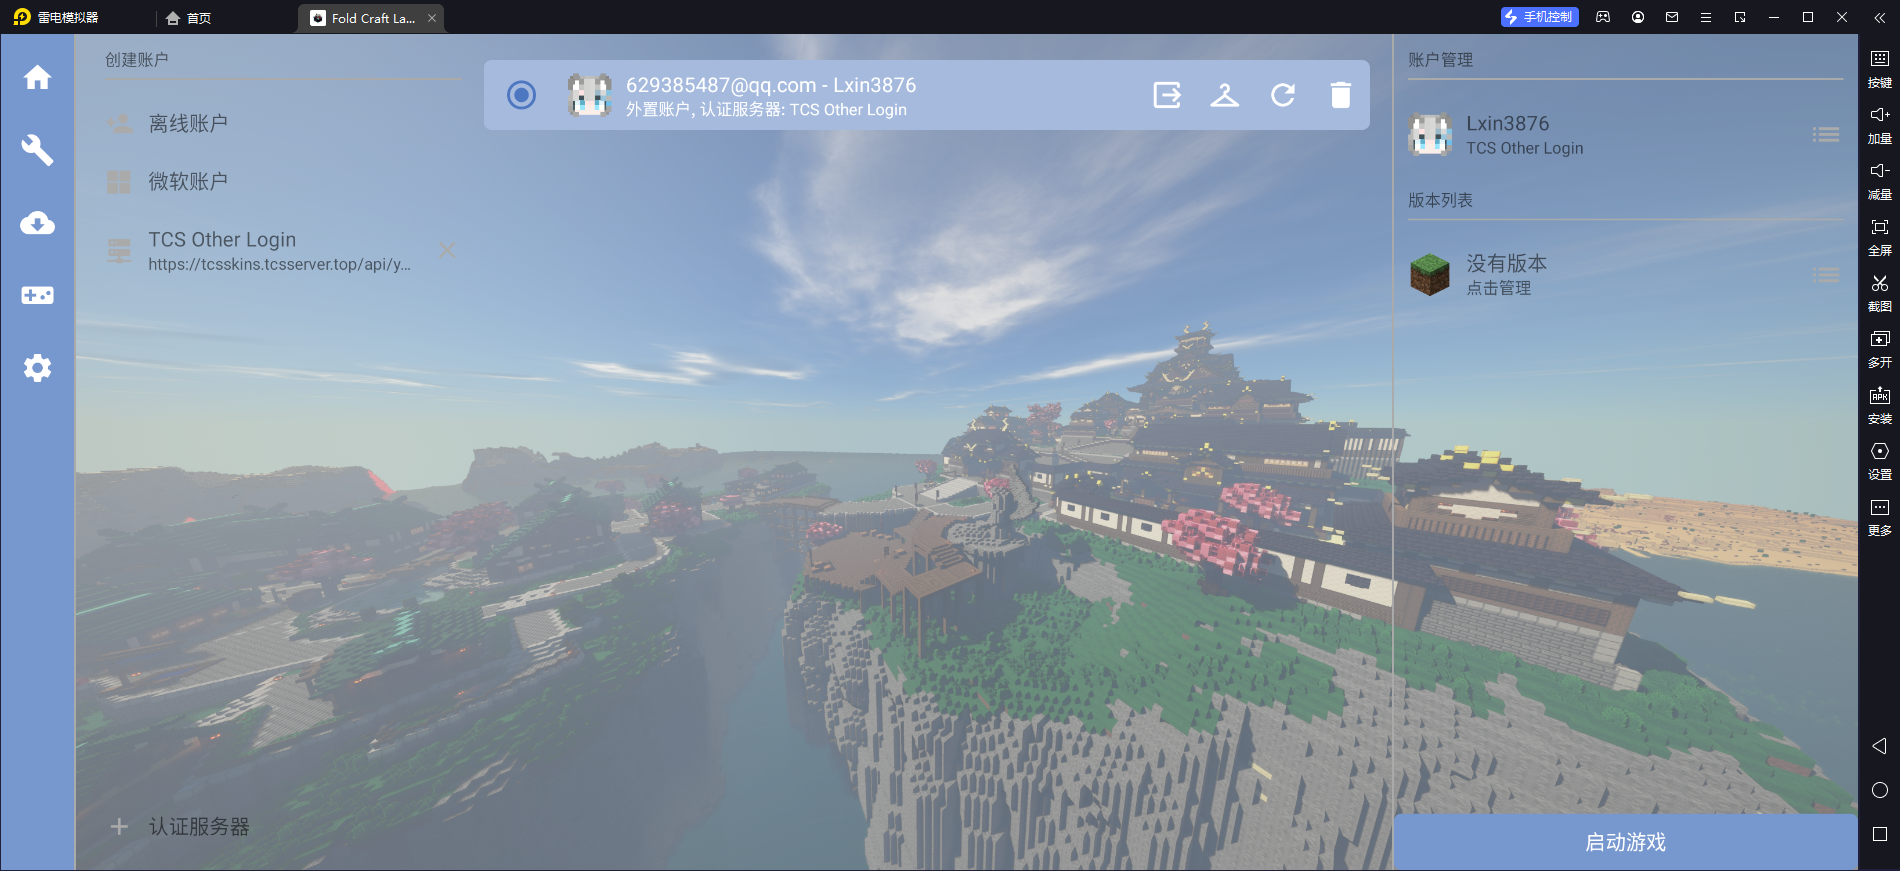 雷电模拟器
首页
Fold Craft La...
手机控制
创建账户
离线账户
微软账户
TCS Other Login
https://tcsskins.tcsserver.top/api/y...
认证服务器
629385487@qq.com - Lxin3876
外置账户, 认证服务器: TCS Other Login
账户管理
Lxin3876
TCS Other Login
版本列表
没有版本
点击管理
启动游戏
按键
加量
减量
全屏
截图
多开
APK
安装
设置
更多